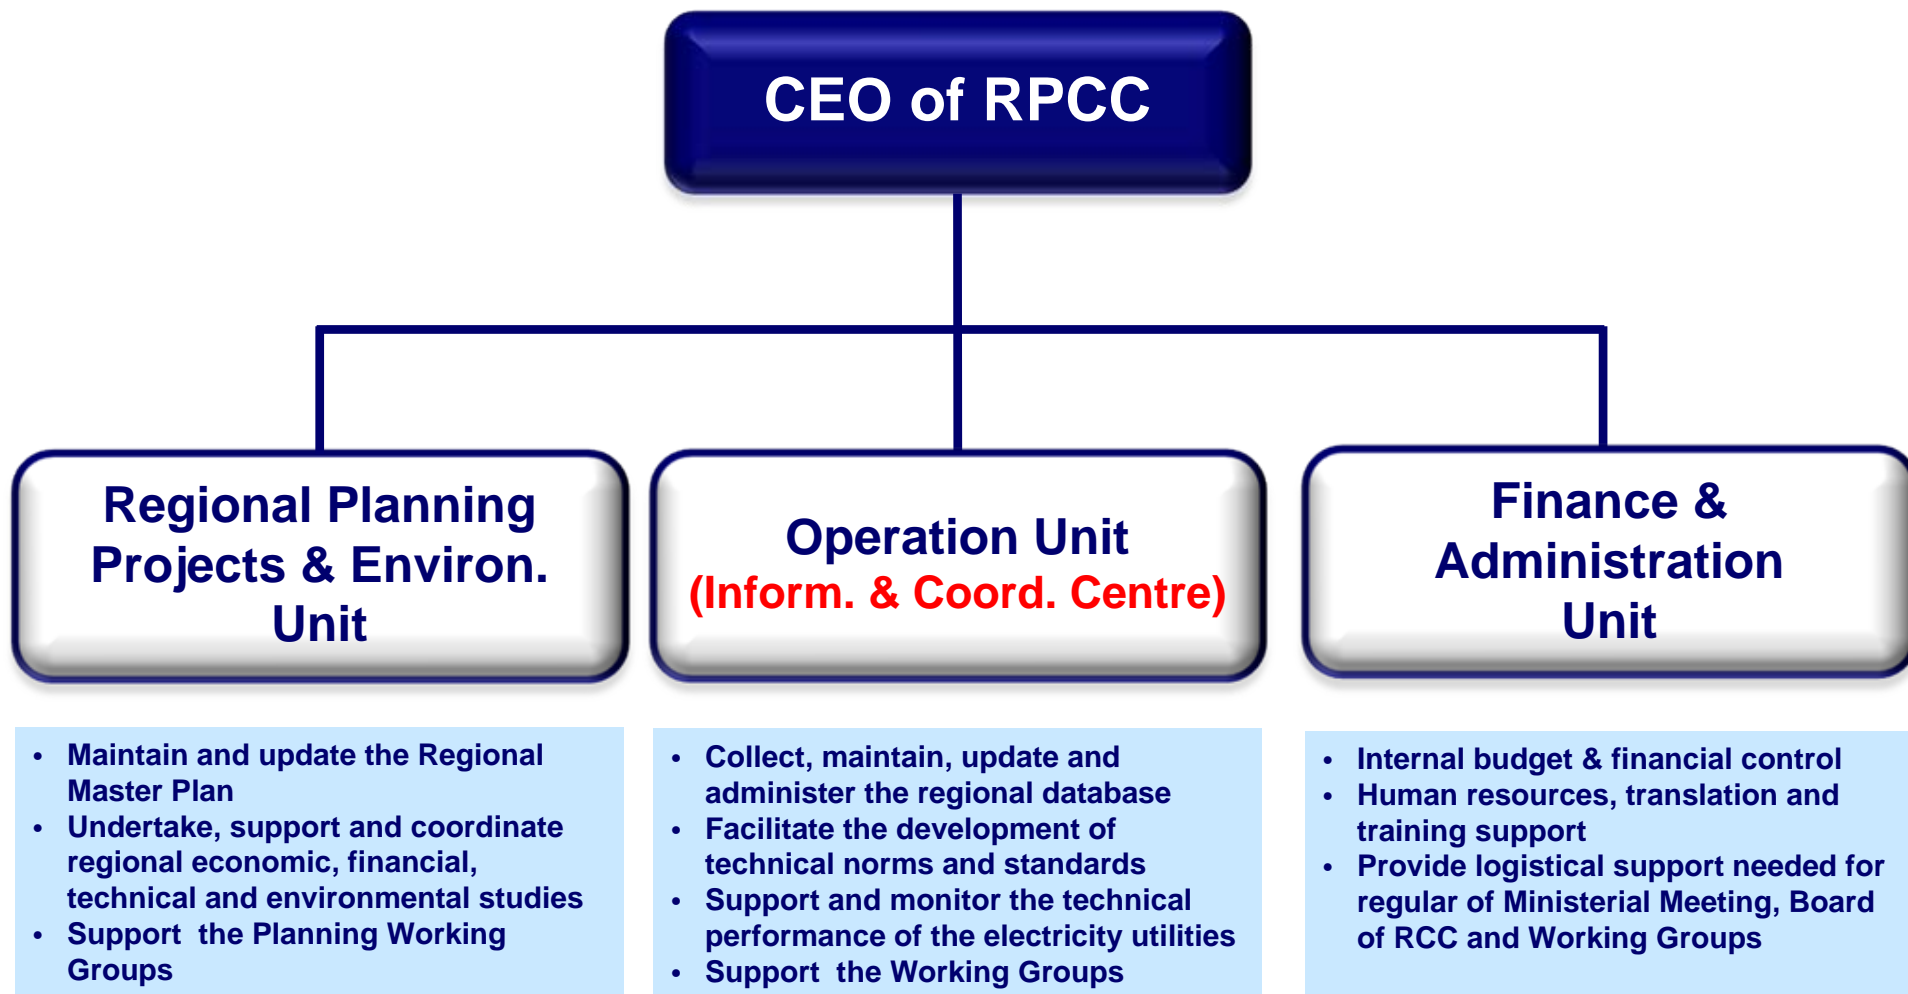 CEO of RPCC
Regional Planning
Projects & Environ.
Unit
Operation Unit
(Inform. & Coord. Centre)
Finance &
Administration
Unit
• Maintain and update the Regional
Master Plan
• Undertake, support and coordinate
regional economic, financial,
technical and environmental studies
• Support the Planning Working
Groups
• Collect, maintain, update and
administer the regional database
• Facilitate the development of
technical norms and standards
• Support and monitor the technical
performance of the electricity utilities
• Support the Working Groups
• Internal budget & financial control
• Human resources, translation and
training support
• Provide logistical support needed for
regular of Ministerial Meeting, Board
of RCC and Working Groups